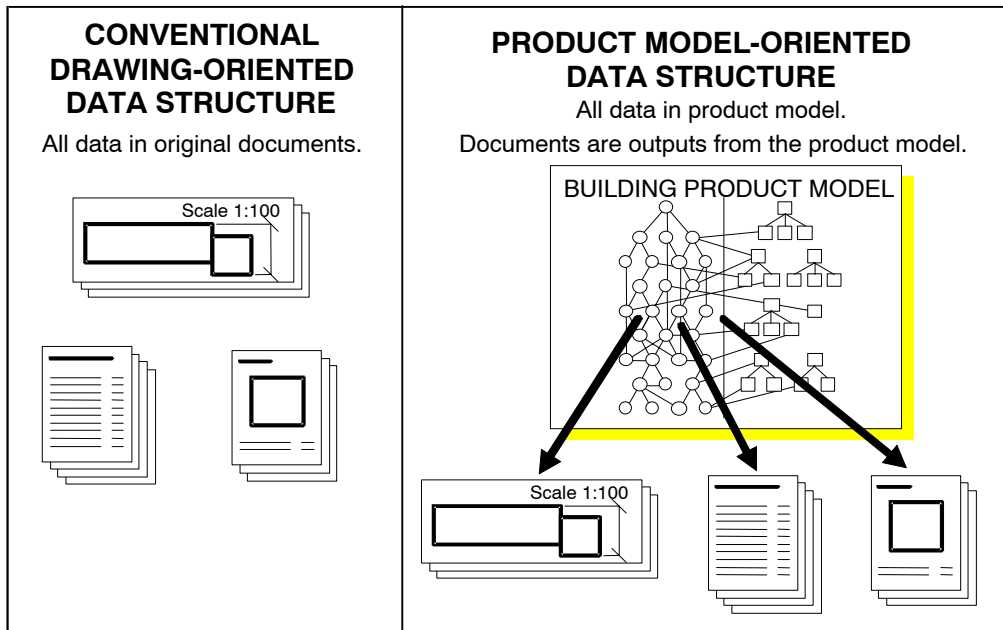 CONVENTIONAL
DRAWING-ORIENTED
DATA STRUCTURE
All data in original documents.
Scale 1:100
PRODUCT MODEL-ORIENTED
DATA STRUCTURE
All data in product model.
Documents are outputs from the product model.
BUILDING PRODUCT MODEL
Scale 1:100